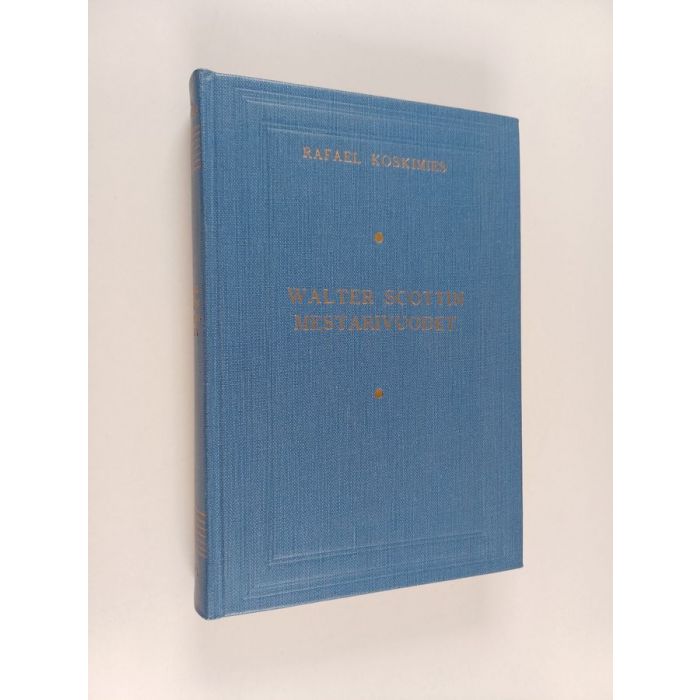 RAFAEL KOSKIMIES
WALTER SCOTTIN
MESTARIVUODET